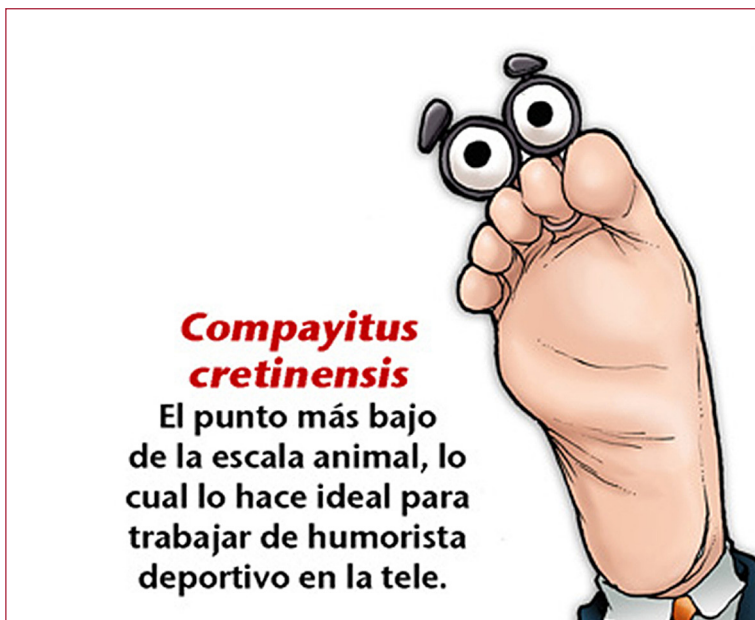 Compayitus
cretinensis
El punto más bajo
de la escala animal, lo
cual lo hace ideal para
trabajar de humorista
deportivo en la tele.